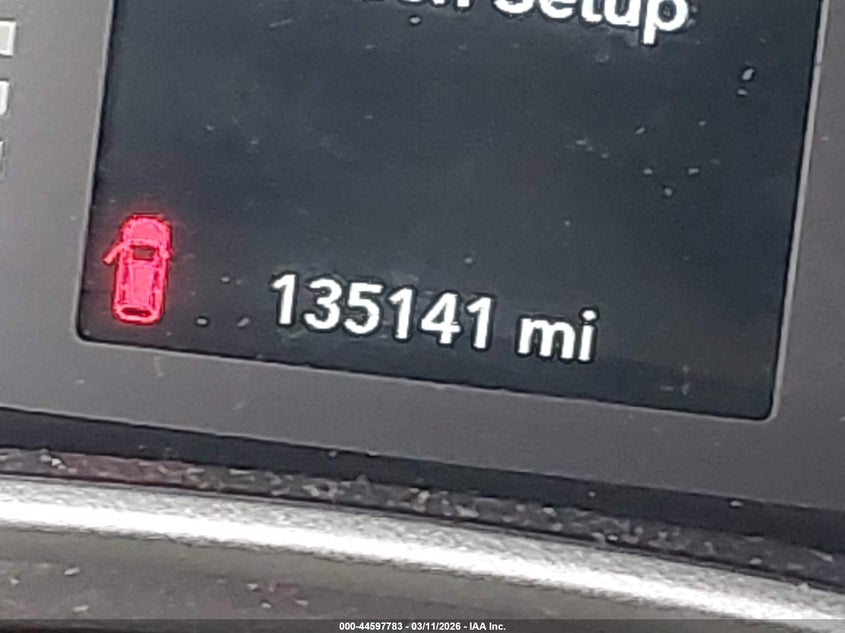 Setup
135141 mi
000-44597783 - 03/11/2026 - IAA Inc.